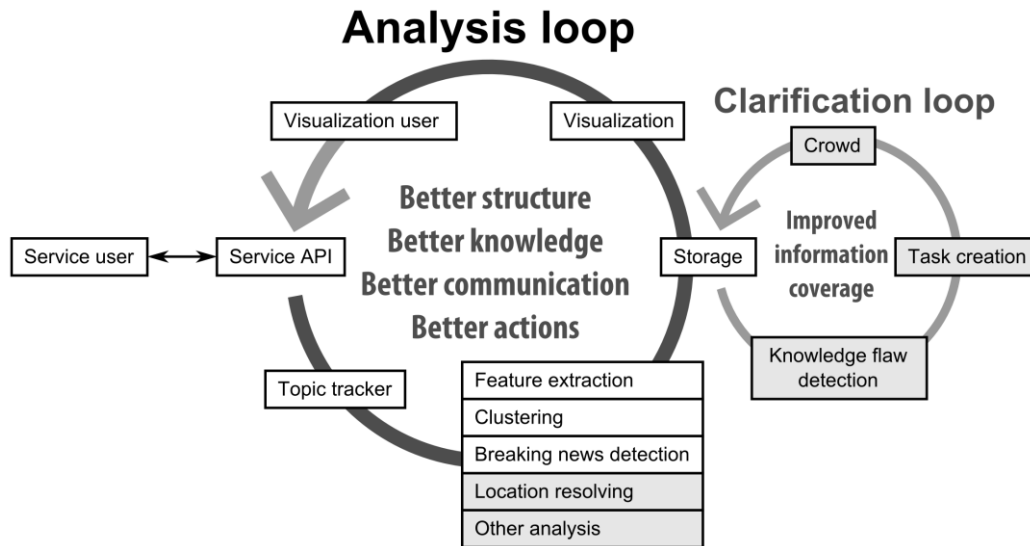 Analysis loop
Clarification loop
Visualization user
Visualization
Crowd
Better structure
Better knowledge
Better communication
Better actions
Improved
information
coverage
Service user
Service API
Storage
Task creation
Topic tracker
Knowledge flaw
detection
Feature extraction
Clustering
Breaking news detection
Location resolving
Other analysis